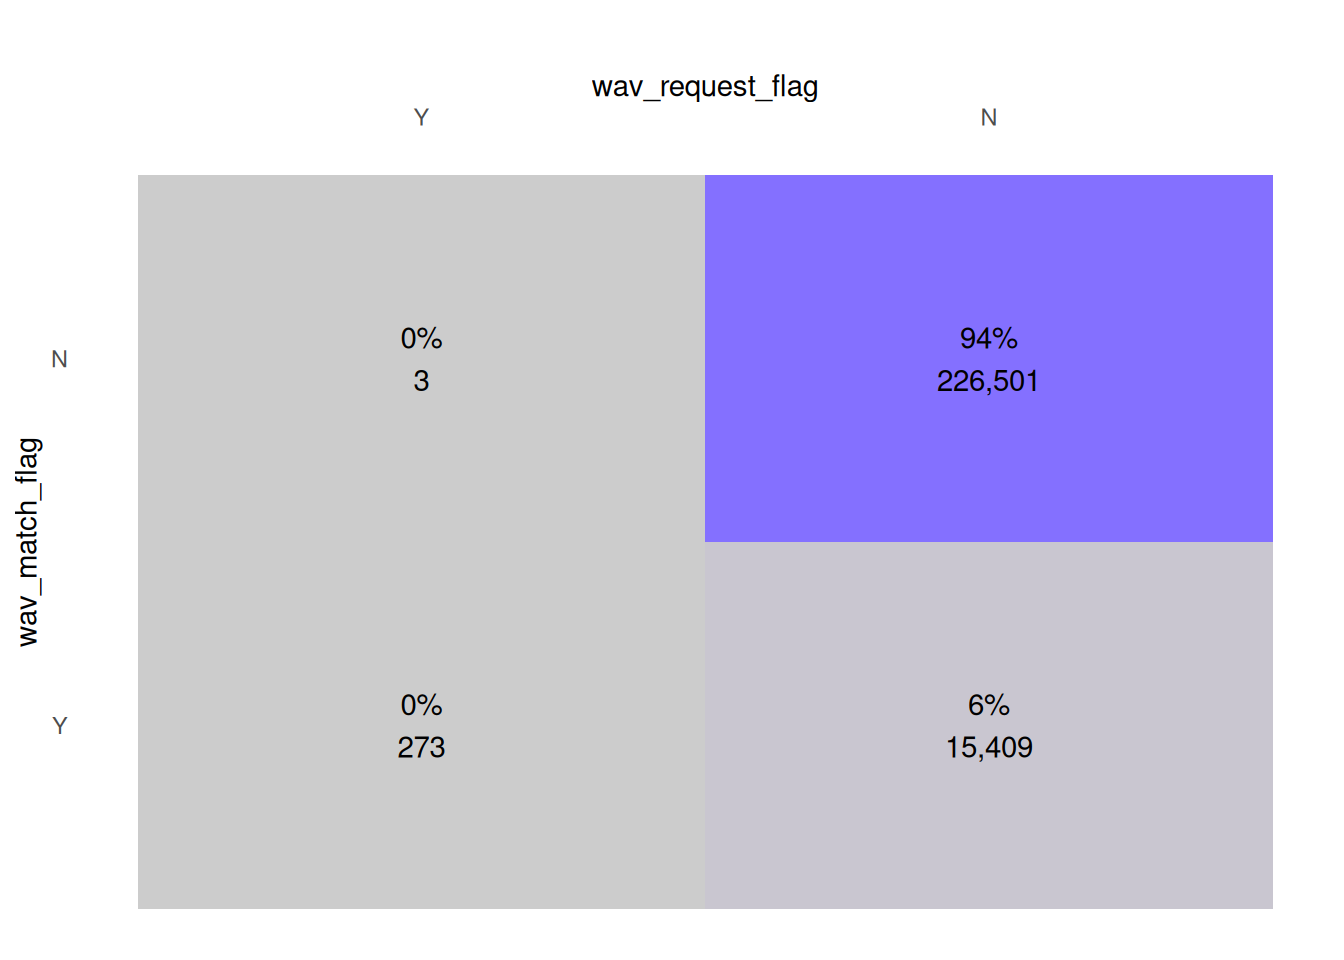 wav_request_flag
Y
N
N
0%
3
94%
226,501
wav_match_flag
Y
0%
273
6%
15,409